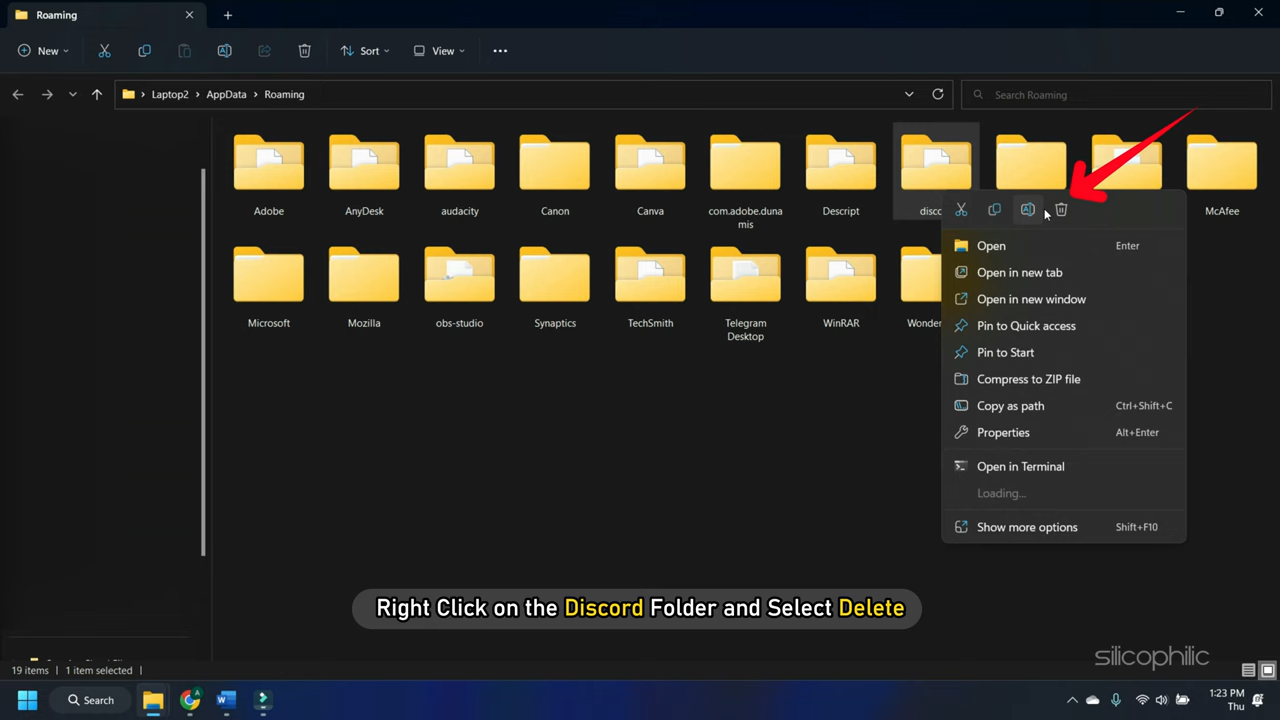 Roaming
New
Sort
View
Laptop2 > AppData > Roaming
Search Roaming
Adobe
AnyDesk
audacity
Canon
Canva
com.adobe.duna
mis
Descript
disco
McAfee
Microsoft
Mozilla
obs-studio
Synaptics
TechSmith
Telegram
Desktop
WinRAR
Wonder
Open Enter
Open in new tab
Open in new window
Pin to Quick access
Pin to Start
Compress to ZIP file
Copy as path Ctrl+Shift+C
Properties Alt+Enter
Open in Terminal
Loading...
Show more options Shift+F10
Right Click on the Discord Folder and Select Delete
silicophilic
19 items 1 item selected
Search
1:23 PM
Thu